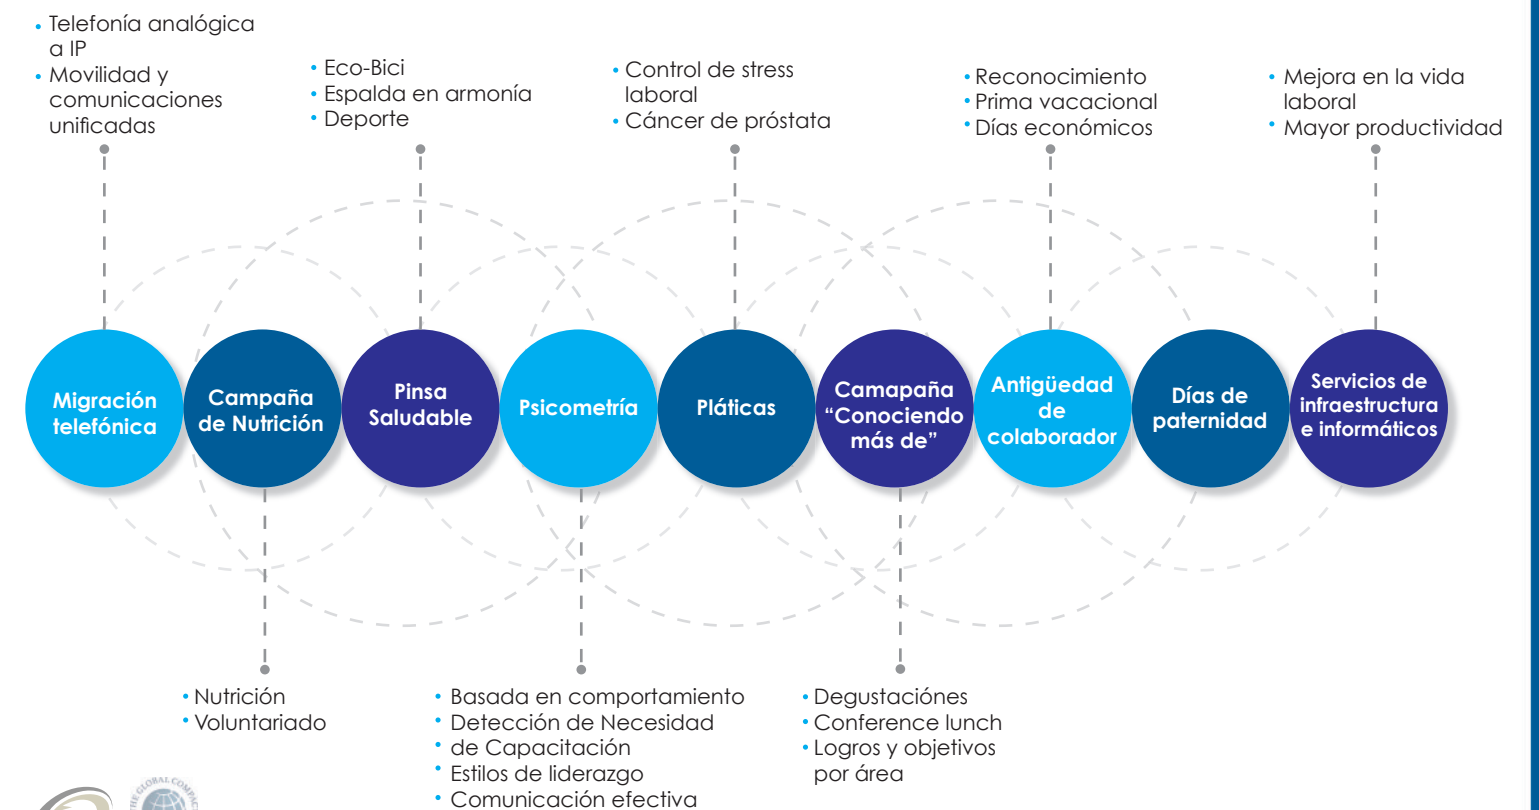 • Telefonía analógica
a IP
• Movilidad y
comunicaciones
unificadas
• Eco-Bici
• Espalda en armonía
• Deporte
• Control de stress
laboral
• Cáncer de próstata
• Reconocimiento
• Prima vacacional
• Días económicos
• Mejora en la vida
laboral
• Mayor productividad
Migración
telefónica
Campaña
de Nutrición
Pinsa
Saludable
Psicometría
Pláticas
Camapaña
“Conociendo
más de”
Antigüedad
de
colaborador
Días de
paternidad
Servicios de
infraestructura
e informáticos
• Nutrición
• Voluntariado
• Basada en comportamiento
• Detección de Necesidad
• de Capacitación
• Estilos de liderazgo
• Comunicación efectiva
• Degustaciónes
• Conference lunch
• Logros y objetivos
por área
THE GLOBAL COMPAC